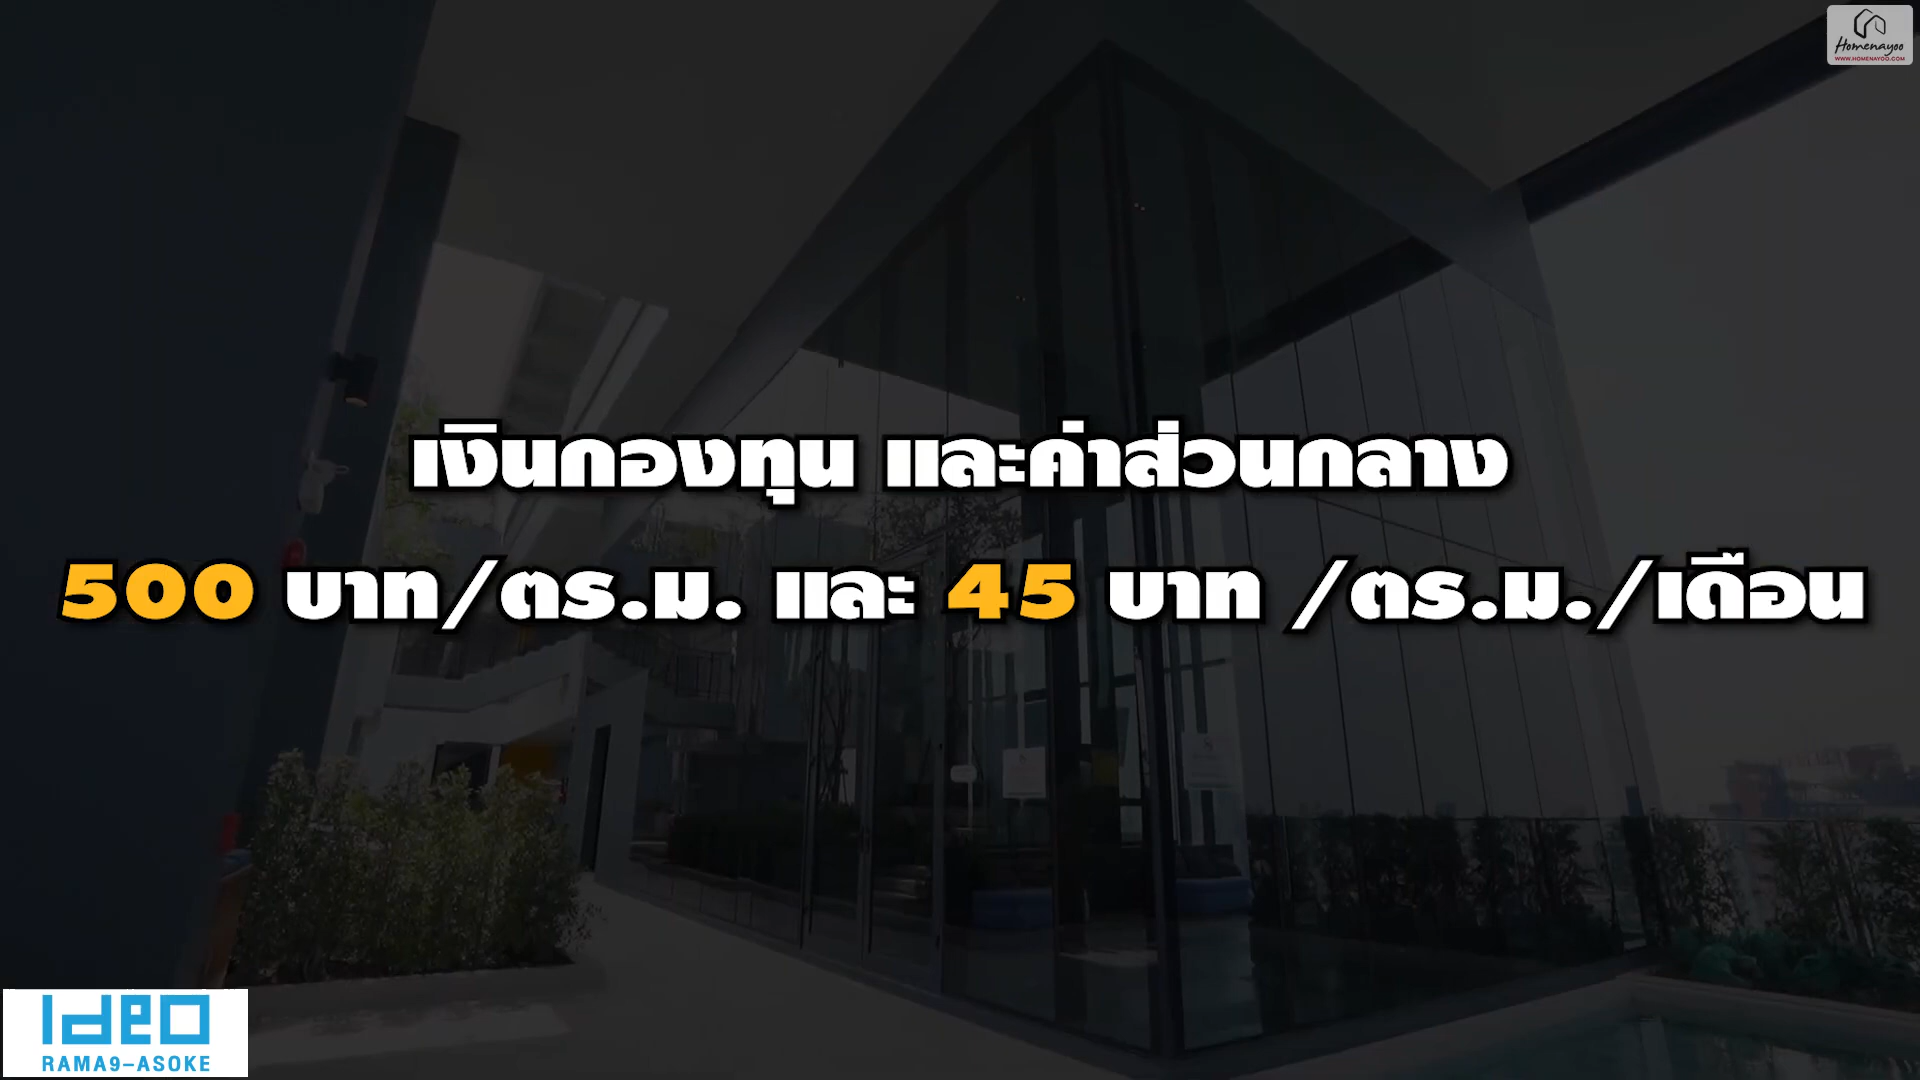 Homenayoo
WWW.HOMENAYOO.COM
เงินกองทุน และค่าส่วนกลาง
500 บาท/ตร.ม. และ 45 บาท /ตร.ม./เดือน
ideo
RAMA9-ASOKE